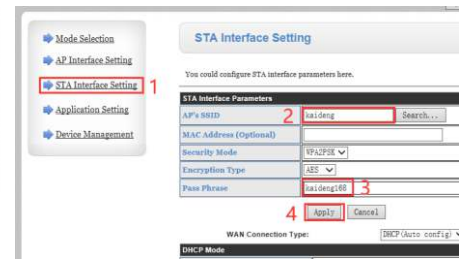 Mode Selection
AP Interface Setting
STA Interface Setting 1
Application Setting
Device Management
STA Interface Setting
You could configure STA interface parameters here.
STA Interface Parameters
AP's SSID 2 kaideng Search...
MAC Address (Optional)
Security Mode WPA2PSK
Encryption Type AES
Pass Phrase kaideng168 3
4 Apply Cancel
WAN Connection Type: DHCP(Auto config)
DHCP Mode